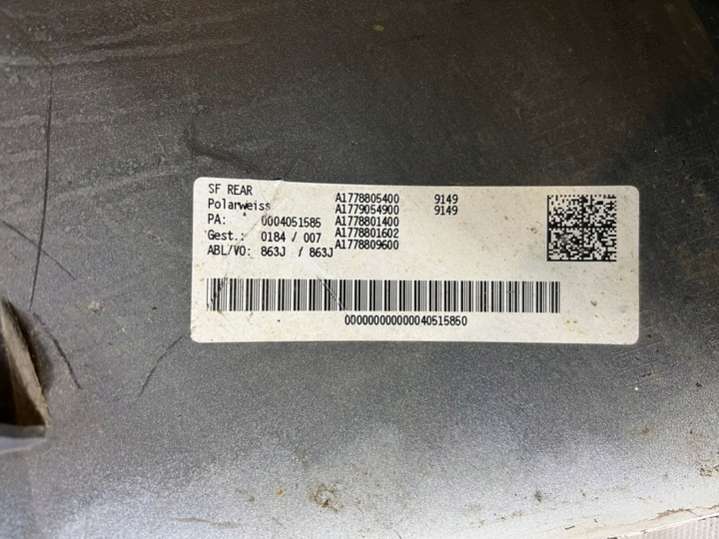 SF REAR
Polarweiss
PA: 0004051585
Gest.: 0184 / 007
ABL/VO: 863J / 863J
A1778805400 9149
A1779054900 9149
A1778801400
A1778801602
A1778809600
00000000000040515850